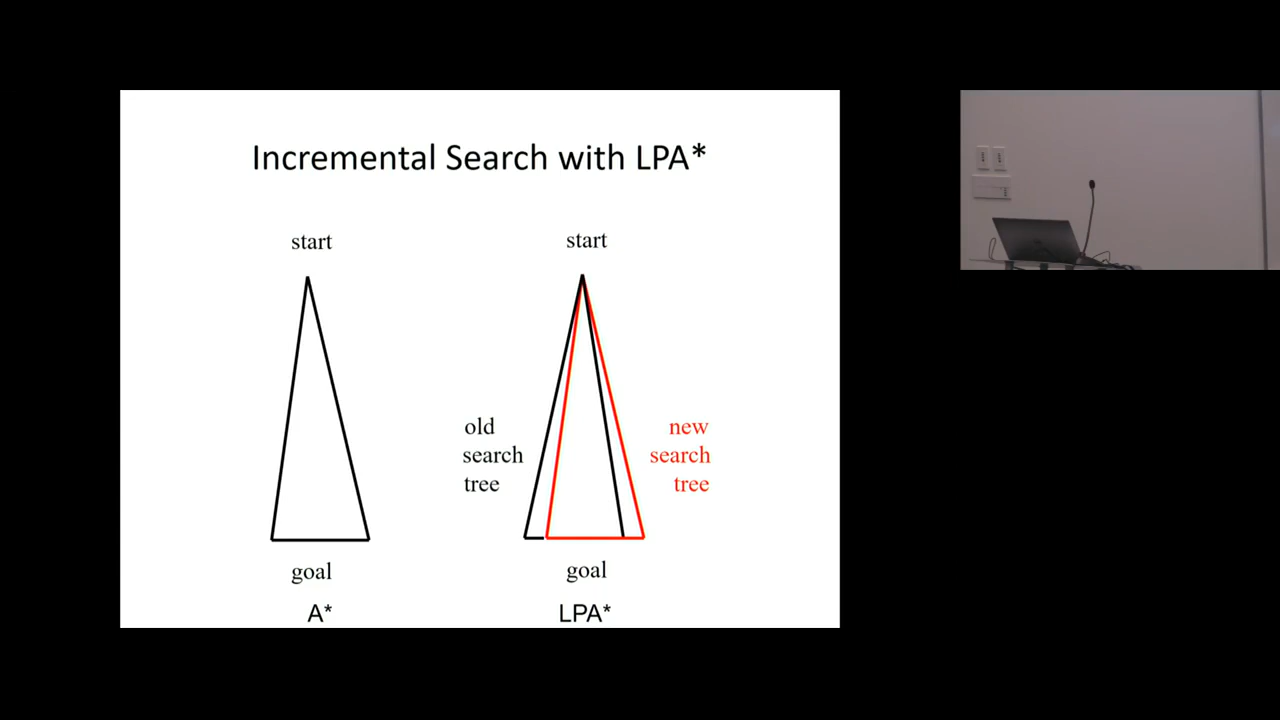 Incremental Search with LPA*
start
start
old
search
tree
new
search
tree
goal
goal
A*
LPA*